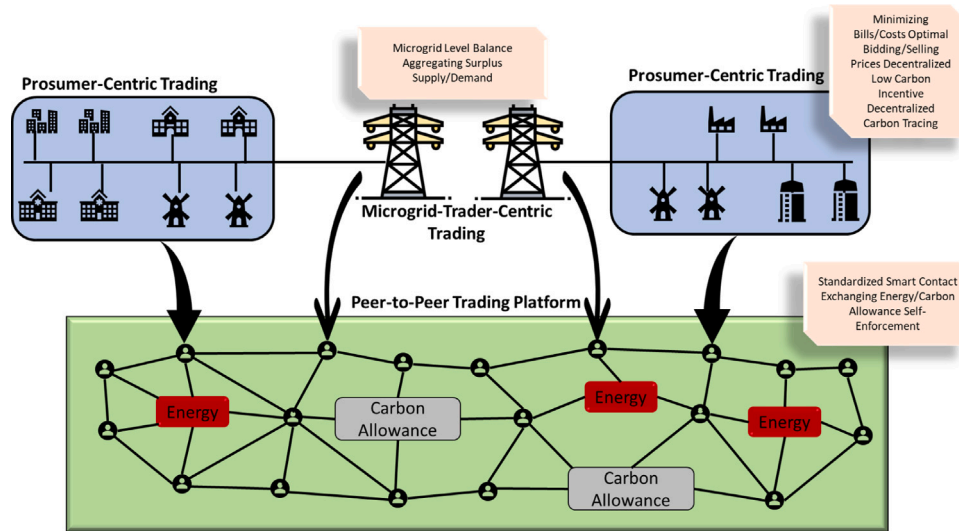 Microgrid Level Balance
Aggregating Surplus
Supply/Demand
Minimizing
Bills/Costs Optimal
Bidding/Selling
Prices Decentralized
Low Carbon
Incentive
Decentralized
Carbon Tracing
Prosumer-Centric Trading
Prosumer-Centric Trading
Microgrid-Trader-Centric
Trading
Standardized Smart Contact
Exchanging Energy/Carbon
Allowance Self-
Enforcement
Peer-to-Peer Trading Platform
Energy
Carbon
Allowance
Energy
Energy
Carbon
Allowance